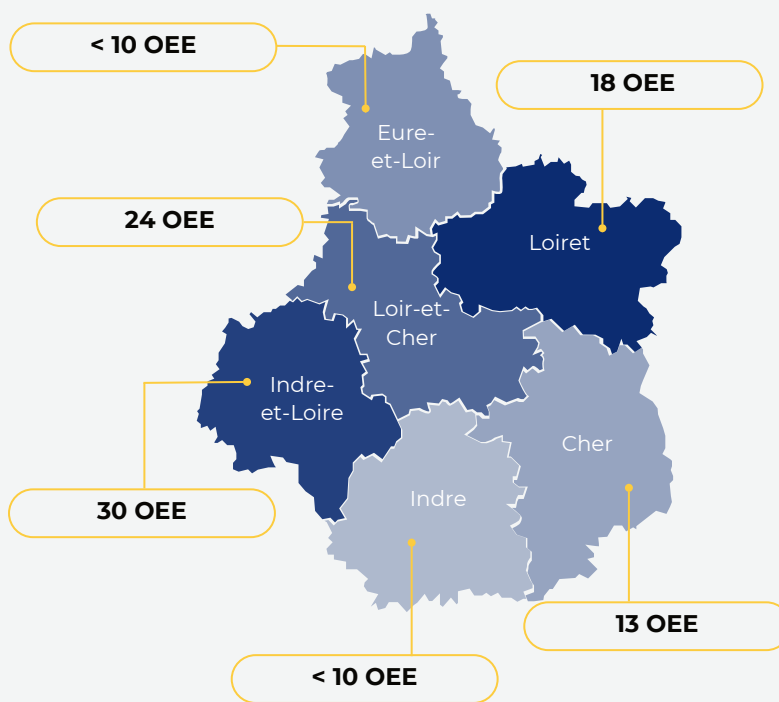 < 10 OEE
18 OEE
Eure-
et-Loir
24 OEE
Loiret
Loir-et-
Cher
Indre-
et-Loire
Cher
Indre
30 OEE
13 OEE
< 10 OEE